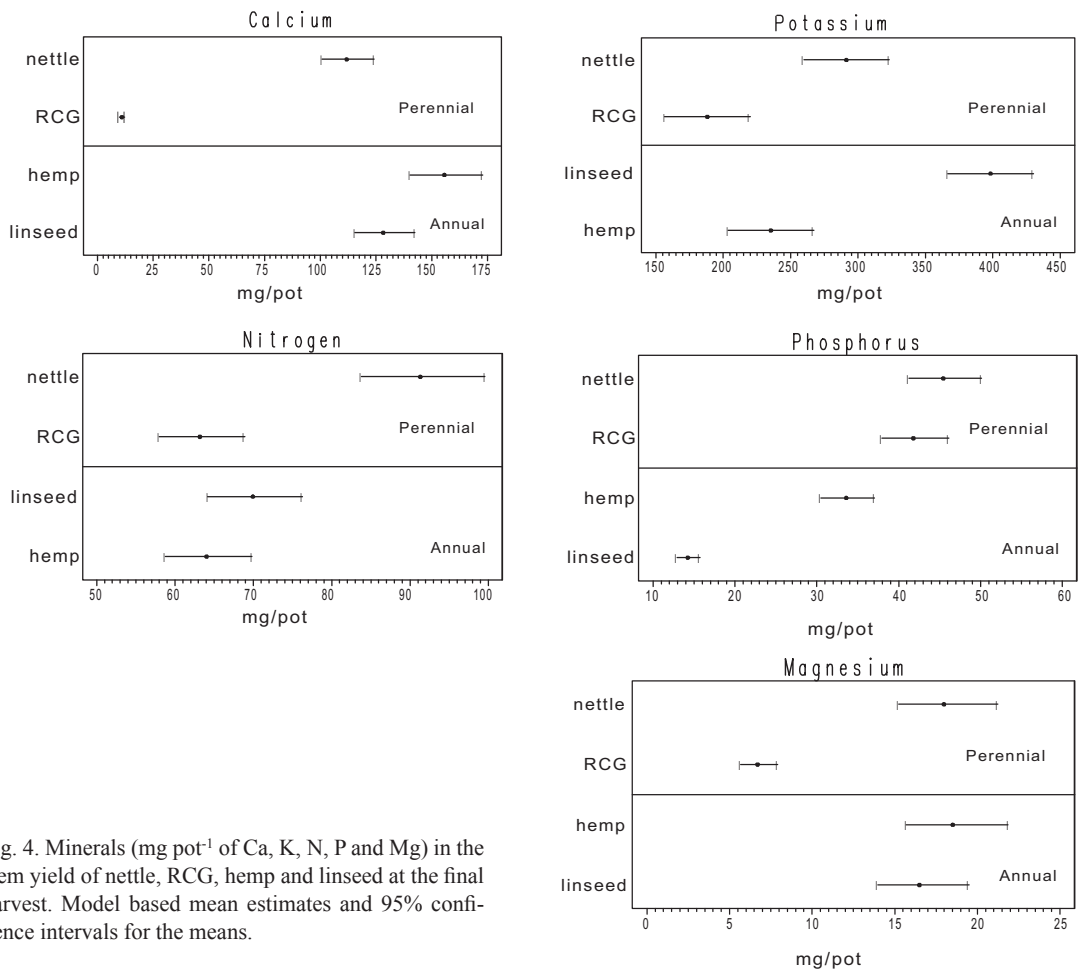 Calcium
nettle
RCG
Perennial
hemp
linseed
Annual
0 25 50 75 100 125 150 175
mg/pot
Potassium
nettle
RCG
Perennial
linseed
hemp
Annual
150 200 250 300 350 400 450
mg/pot
Nitrogen
nettle
RCG
Perennial
linseed
hemp
Annual
50 60 70 80 90 100
mg/pot
Phosphorus
nettle
RCG
Perennial
hemp
linseed
Annual
10 20 30 40 50 60
mg/pot
Magnesium
nettle
RCG
Perennial
hemp
linseed
Annual
0 5 10 15 20 25
mg/pot
g. 4. Minerals (mg pot-1 of Ca, K, N, P and Mg) in the
em yield of nettle, RCG, hemp and linseed at the final
arvest. Model based mean estimates and 95% confi-
ence intervals for the means.